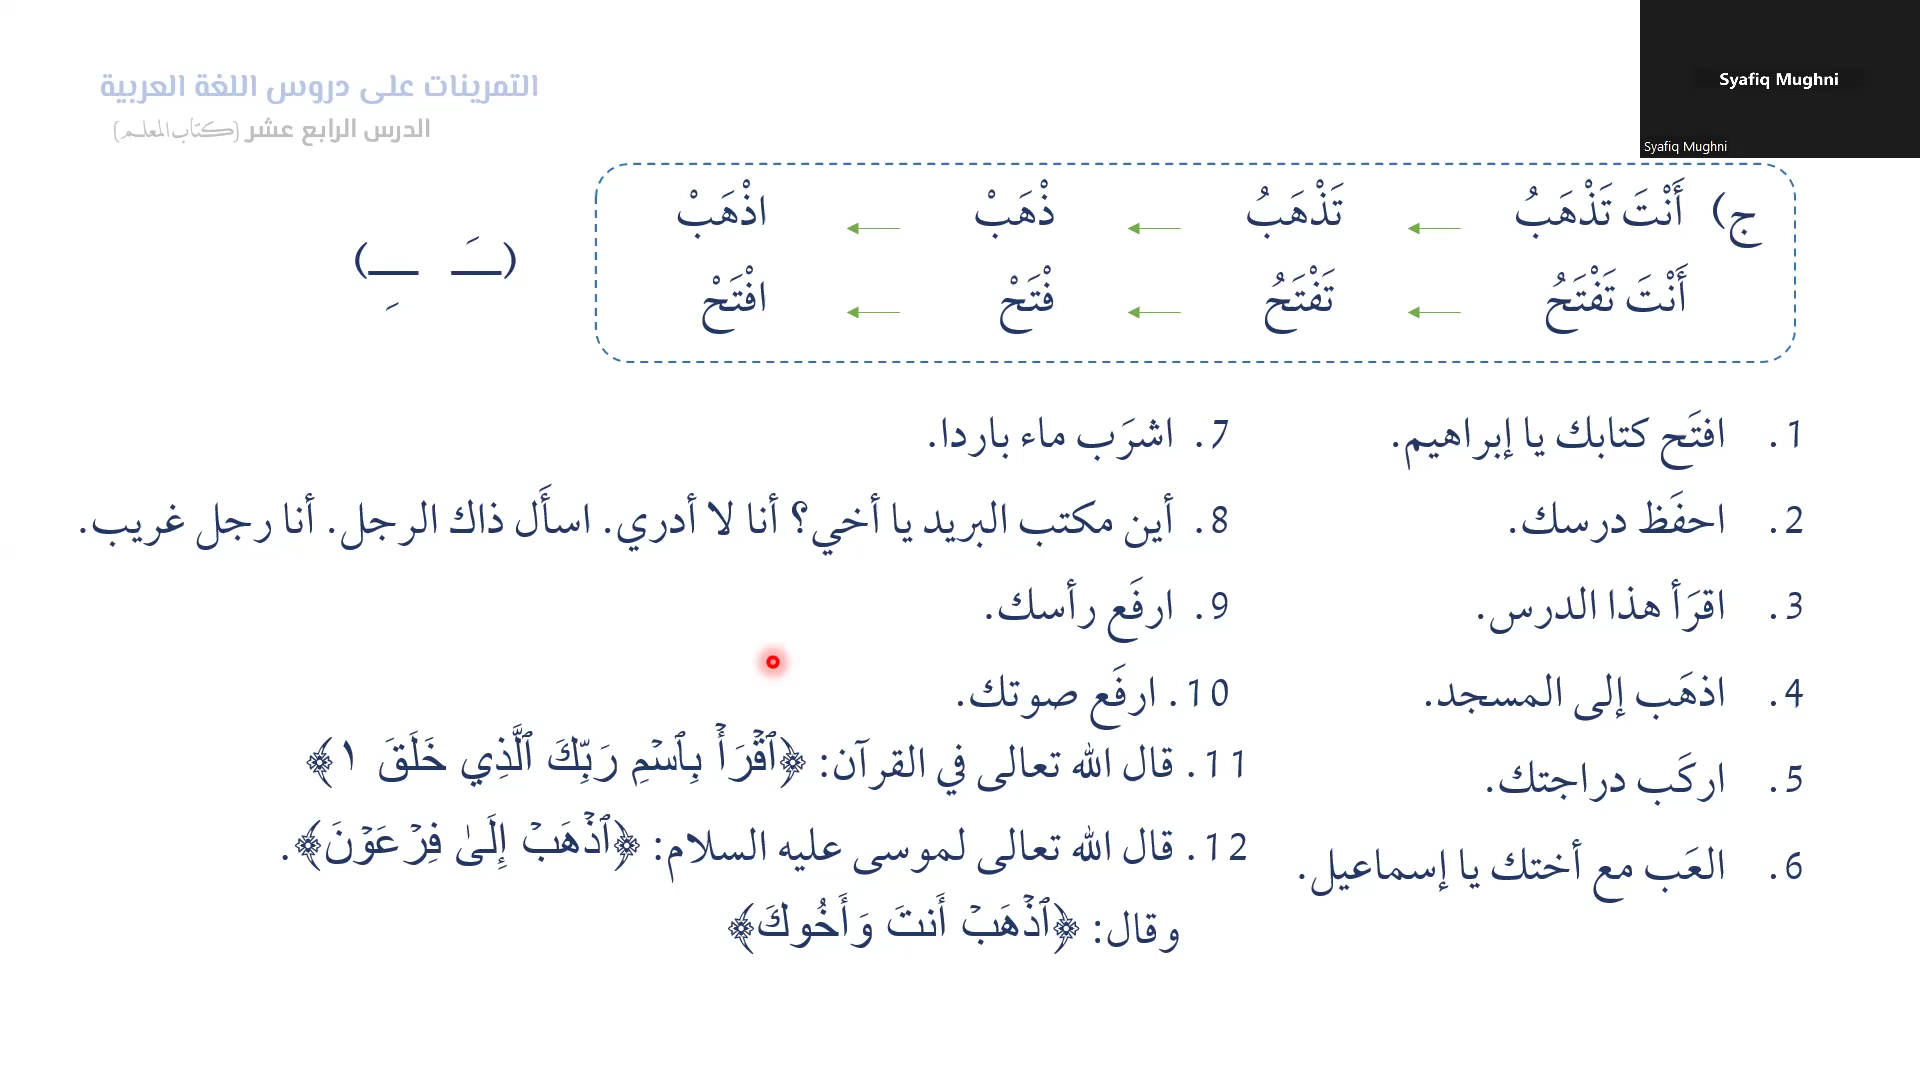 التمرينات على دروس اللغة العربية
الدرس الرابع عشر (كتاب المعلم)
Syafiq Mughni
Syafiq Mughni
ج) أَنْتَ تَذْهَبُ ← تَذْهَبُ ← ذْهَبْ ← اذْهَبْ
أَنْتَ تَفْتَحُ ← تَفْتَحُ ← فْتَحْ ← افْتَحْ
(ـَـ ـِـ)
1. افتَح كتابك يا إبراهيم.
2. احفَظ درسك.
3. اقرَأ هذا الدرس.
4. اذهَب إلى المسجد.
5. اركَب دراجتك.
6. العَب مع أختك يا إسماعيل.
7. اشرَب ماء باردا.
8. أين مكتب البريد يا أخي؟ أنا لا أدري. اسأَل ذاك الرجل. أنا رجل غريب.
9. ارفَع رأسك.
10. ارفَع صوتك.
11. قال الله تعالى في القرآن: ﴿ٱقۡرَأۡ بِٱسۡمِ رَبِّكَ ٱلَّذِي خَلَقَ ١﴾
12. قال الله تعالى لموسى عليه السلام: ﴿ٱذۡهَبۡ إِلَىٰ فِرۡعَوۡنَ﴾.
وقال: ﴿ٱذۡهَبۡ أَنتَ وَأَخُوكَ﴾